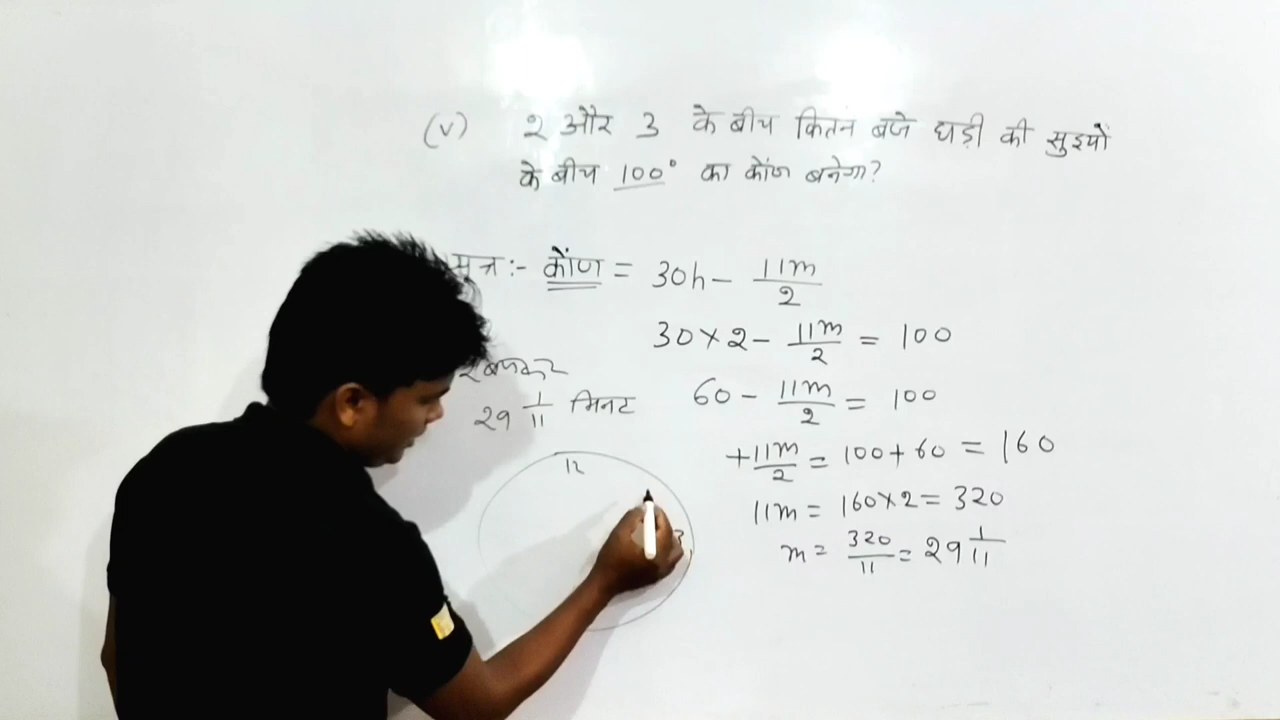 (v) 2 और 3 के बीच कितने बजे घड़ी की सुइयों
के बीच 100° का कोंण बनेगा?
सूत्र :- कोंण = 30h - 11m/2
30 × 2 - 11m/2 = 100
60 - 11m/2 = 100
+11m/2 = 100 + 60 = 160
11m = 160 × 2 = 320
m = 320/11 = 29 1/11
2 बजकर
29 1/11 मिनट
12
3